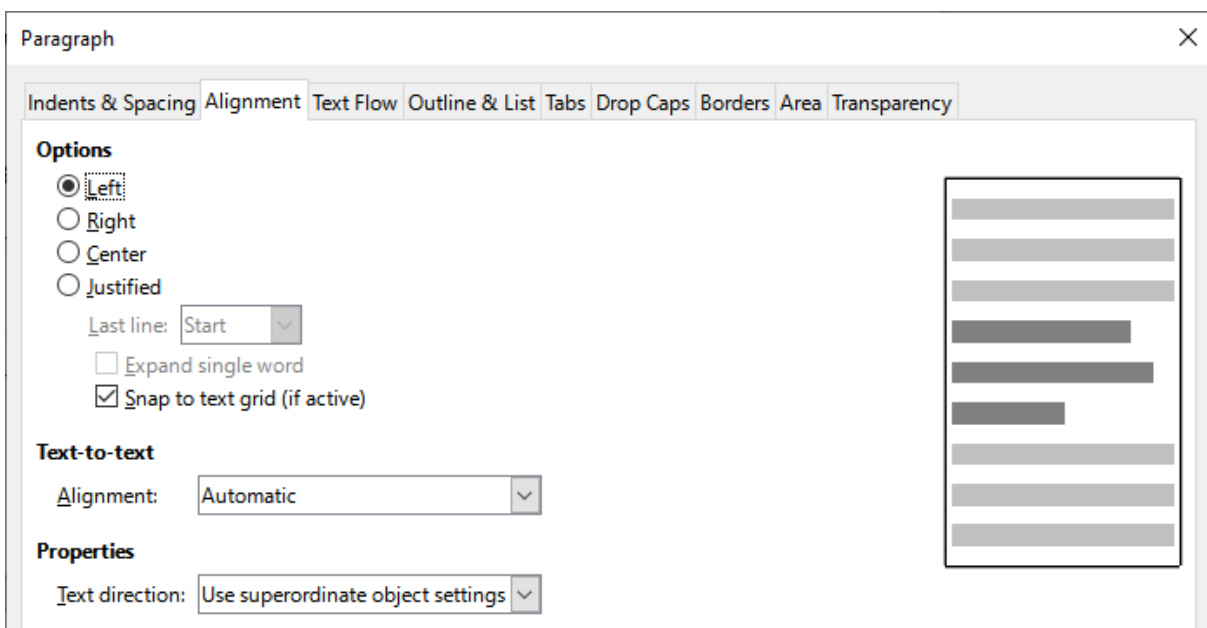 Paragraph
Indents & Spacing Alignment Text Flow Outline & List Tabs Drop Caps Borders Area Transparency
Options
Left
Right
Center
Justified
Last line: Start
Expand single word
Snap to text grid (if active)
Text-to-text
Alignment: Automatic
Properties
Text direction: Use superordinate object settings